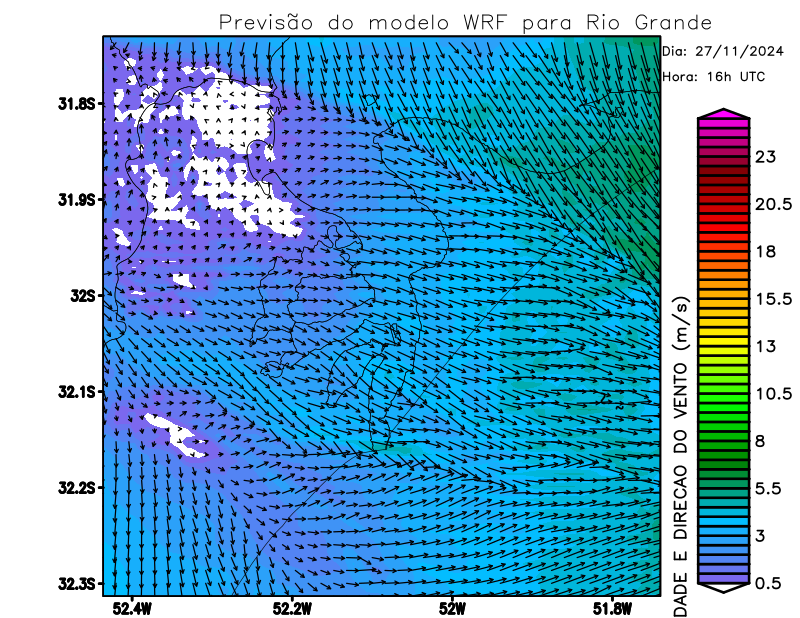 Previsão do modelo WRF para Rio Grande
Dia: 27/11/2024
Hora: 16h UTC
31.8S
31.9S
32S
32.1S
32.2S
32.3S
52.4W
52.2W
52W
51.8W
23
20.5
18
15.5
13
10.5
8
5.5
3
0.5
DADE E DIRECAO DO VENTO (m/s)